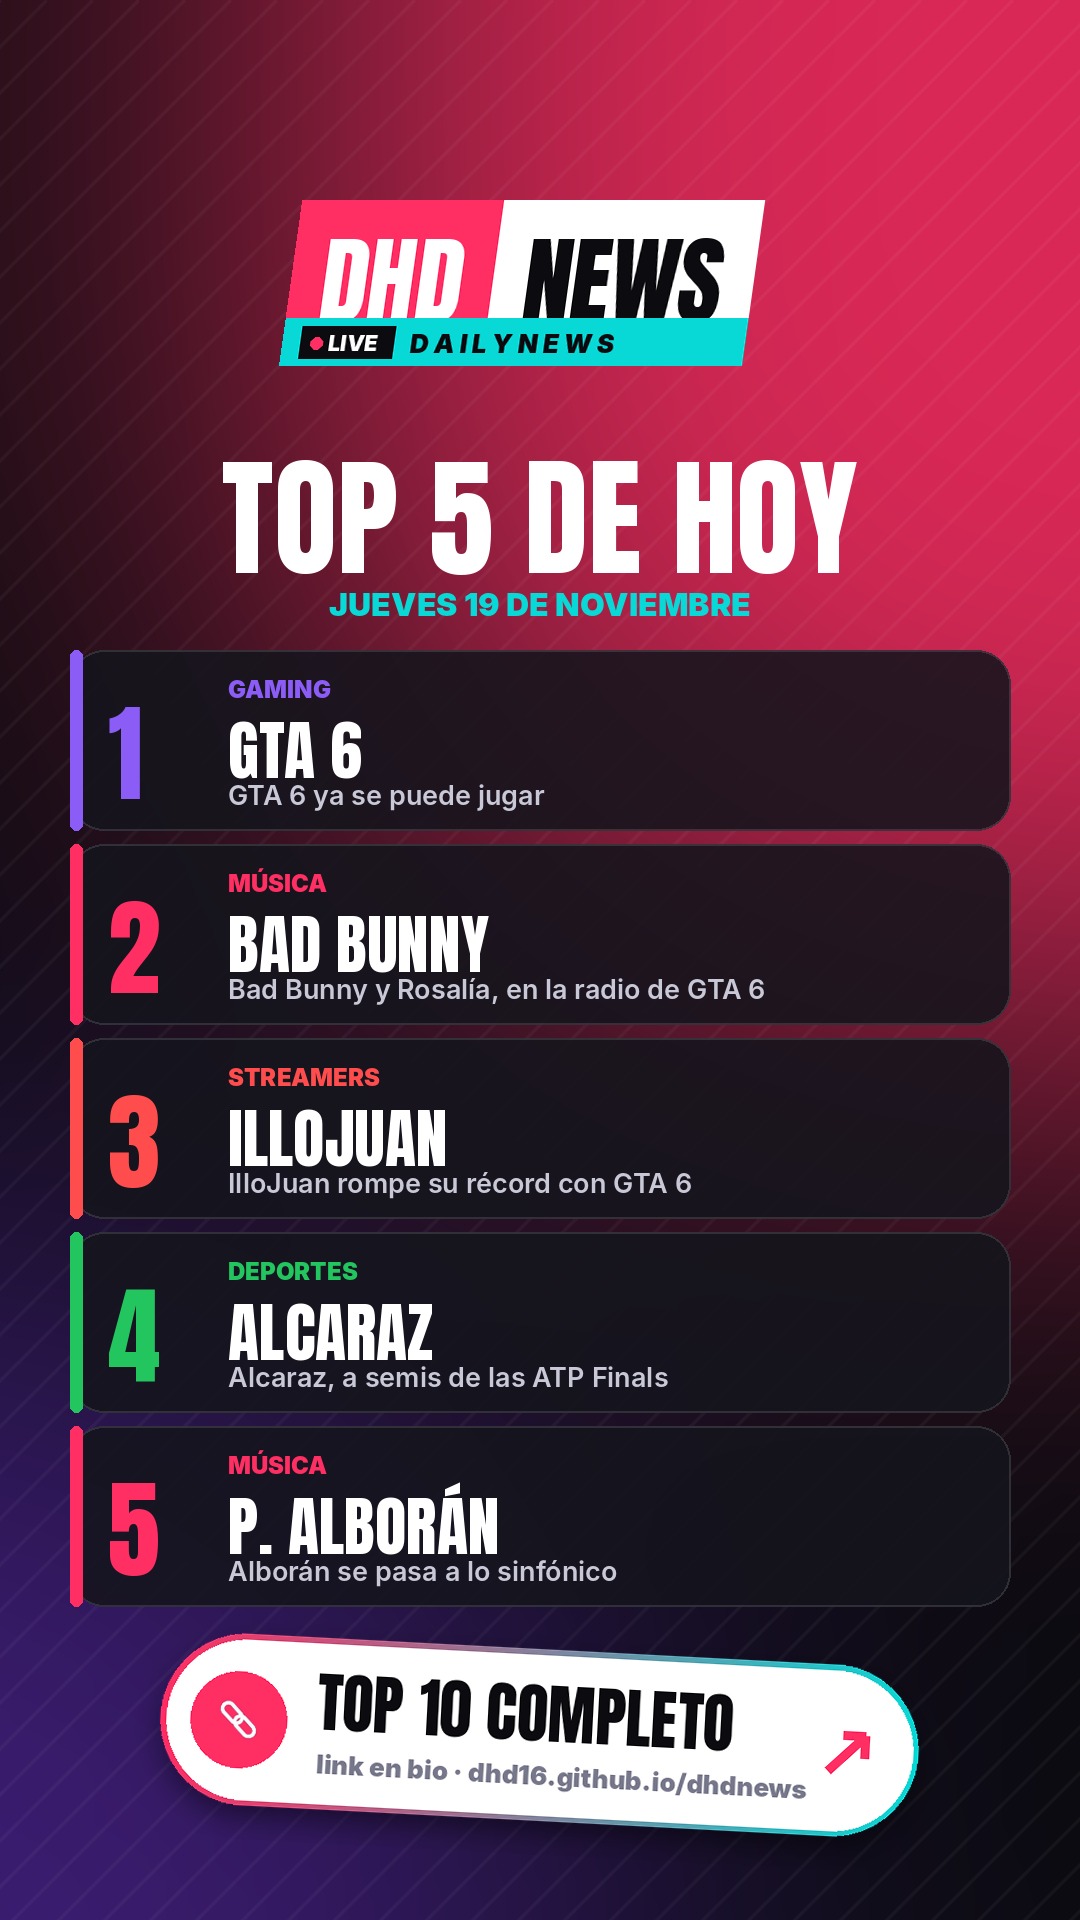 DHD NEWS
LIVE DAILYNEWS
TOP 5 DE HOY
JUEVES 19 DE NOVIEMBRE
1
GAMING
GTA 6
GTA 6 ya se puede jugar
2
MÚSICA
BAD BUNNY
Bad Bunny y Rosalía, en la radio de GTA 6
3
STREAMERS
ILLOJUAN
IlloJuan rompe su récord con GTA 6
4
DEPORTES
ALCARAZ
Alcaraz, a semis de las ATP Finals
5
MÚSICA
P. ALBORÁN
Alborán se pasa a lo sinfónico
TOP 10 COMPLETO
link en bio · dhd16.github.io/dhdnews